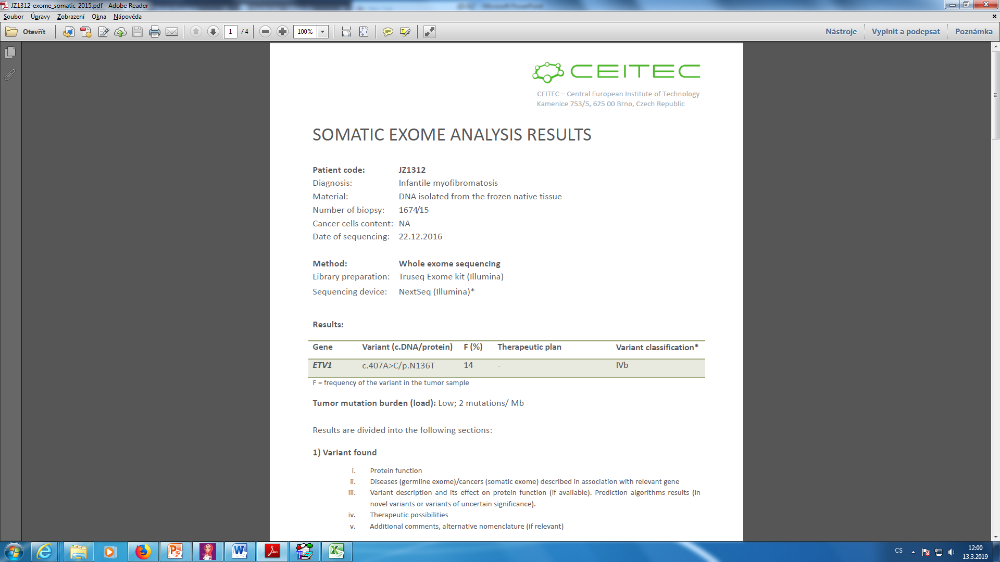 JZ1312-exome_somatic-2015.pdf - Adobe Reader
Soubor Úpravy Zobrazení Okna Nápověda
Otevřít 1 / 4 100% Nástroje Vyplnit a podepsat Poznámka
CEITEC
CEITEC – Central European Institute of Technology
Kamenice 753/5, 625 00 Brno, Czech Republic
SOMATIC EXOME ANALYSIS RESULTS
Patient code: JZ1312
Diagnosis: Infantile myofibromatosis
Material: DNA isolated from the frozen native tissue
Number of biopsy: 1674/15
Cancer cells content: NA
Date of sequencing: 22.12.2016
Method: Whole exome sequencing
Library preparation: Truseq Exome kit (Illumina)
Sequencing device: NextSeq (Illumina)*
Results:
Gene Variant (c.DNA/protein) F (%) Therapeutic plan Variant classification*
ETV1 c.407A>C/p.N136T 14 - IVb
F = frequency of the variant in the tumor sample
Tumor mutation burden (load): Low; 2 mutations/ Mb
Results are divided into the following sections:
1) Variant found
i. Protein function
ii. Diseases (germline exome)/cancers (somatic exome) described in association with relevant gene
iii. Variant description and its effect on protein function (if available). Prediction algorithms results (in
novel variants or variants of uncertain significance).
iv. Therapeutic possibilities
v. Additional comments, alternative nomenclature (if relevant)
CS 12:00
13.3.2019